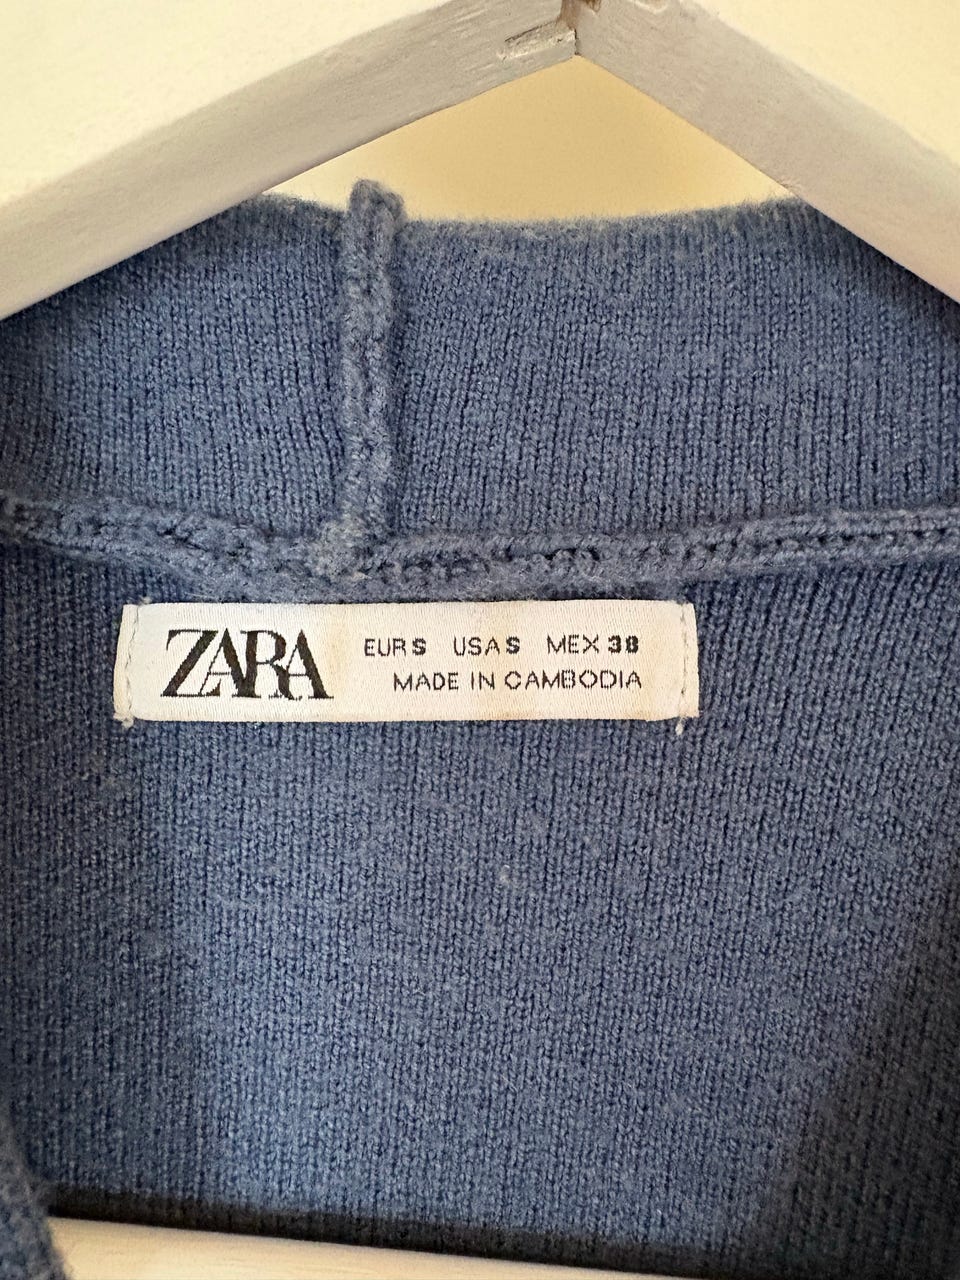 ZARA
EUR S USA S MEX 38
MADE IN CAMBODIA